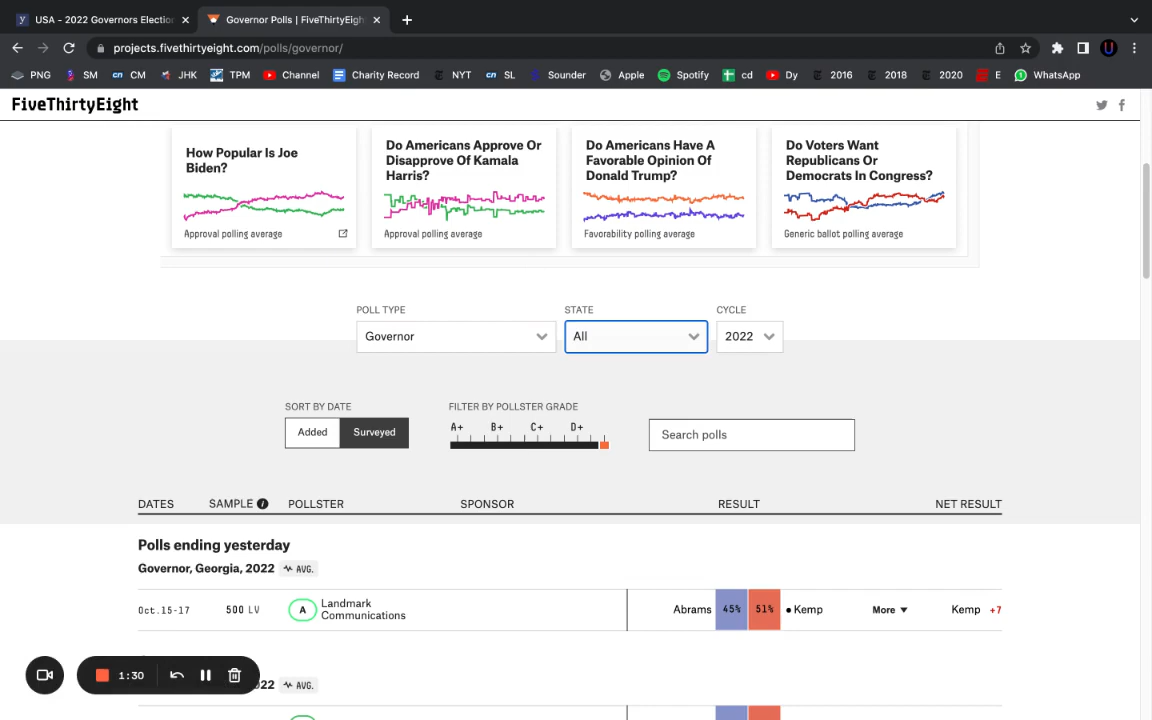 USA - 2022 Governors Electio
Governor Polls | FiveThirtyEigh
projects.fivethirtyeight.com/polls/governor/
PNG SM CM JHK TPM Channel Charity Record NYT SL Sounder Apple Spotify cd Dy 2016 2018 2020 E WhatsApp
FiveThirtyEight
How Popular Is Joe
Biden?
Approval polling average
Do Americans Approve Or
Disapprove Of Kamala
Harris?
Approval polling average
Do Americans Have A
Favorable Opinion Of
Donald Trump?
Favorability polling average
Do Voters Want
Republicans Or
Democrats In Congress?
Generic ballot polling average
POLL TYPE STATE CYCLE
Governor All 2022
SORT BY DATE FILTER BY POLLSTER GRADE
Added Surveyed A+ B+ C+ D+ Search polls
DATES SAMPLE i POLLSTER SPONSOR RESULT NET RESULT
Polls ending yesterday
Governor, Georgia, 2022 AVG.
Oct.15-17 500 LV A Landmark
Communications
Abrams 45% 51% Kemp More Kemp +7
1:30
022 AVG.